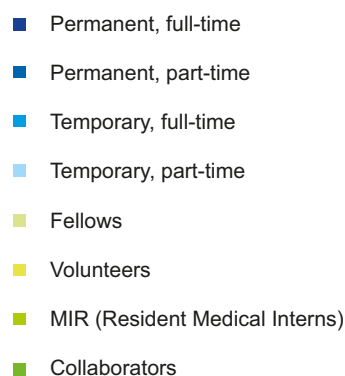 Permanent, full-time
Permanent, part-time
Temporary, full-time
Temporary, part-time
Fellows
Volunteers
MIR (Resident Medical Interns)
Collaborators